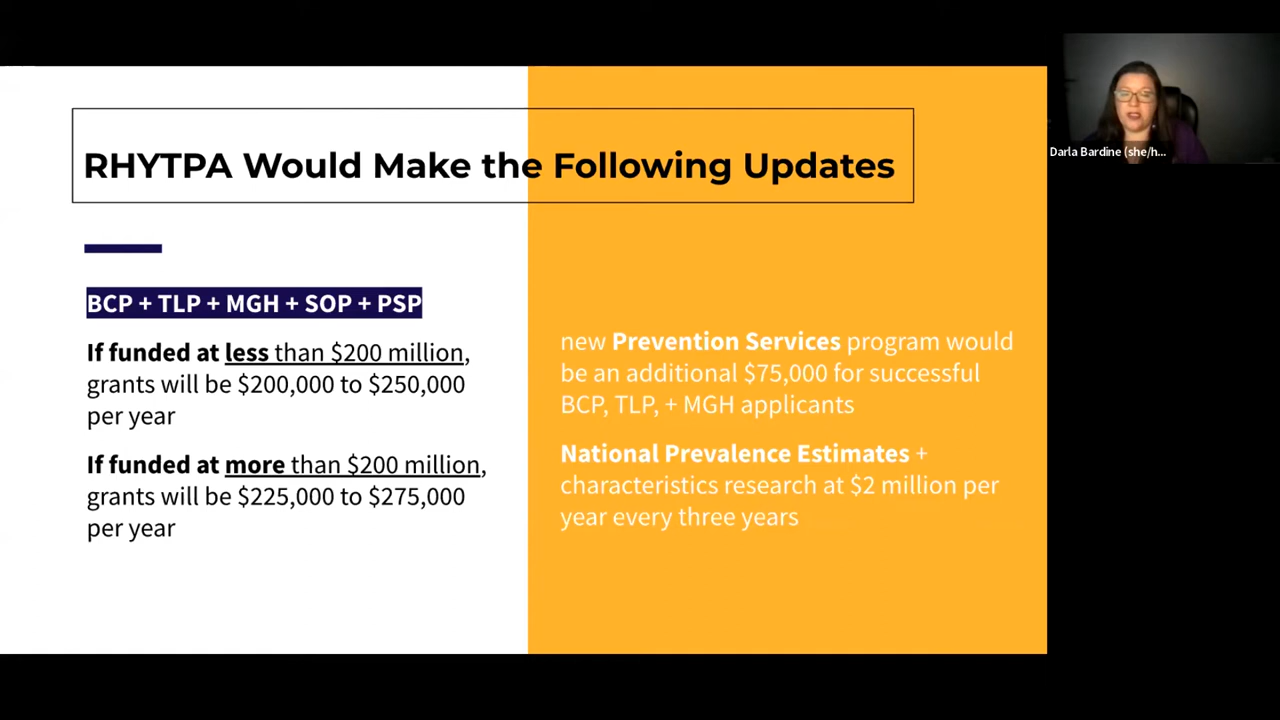 RHYTPA Would Make the Following Updates
BCP + TLP + MGH + SOP + PSP
If funded at less than $200 million,
grants will be $200,000 to $250,000
per year
If funded at more than $200 million,
grants will be $225,000 to $275,000
per year
new Prevention Services program would
be an additional $75,000 for successful
BCP, TLP, + MGH applicants
National Prevalence Estimates +
characteristics research at $2 million per
year every three years
Darla Bardine (she/h...